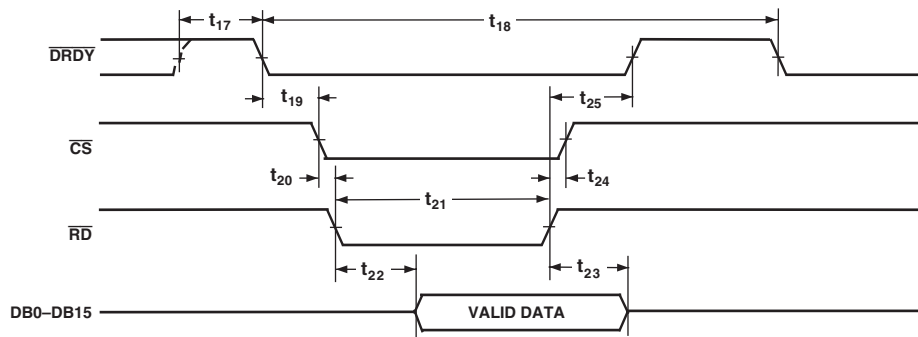 t17
t18
DRDY
t19
t25
CS
t20
t24
t21
RD
t22
t23
DB0–DB15
VALID DATA